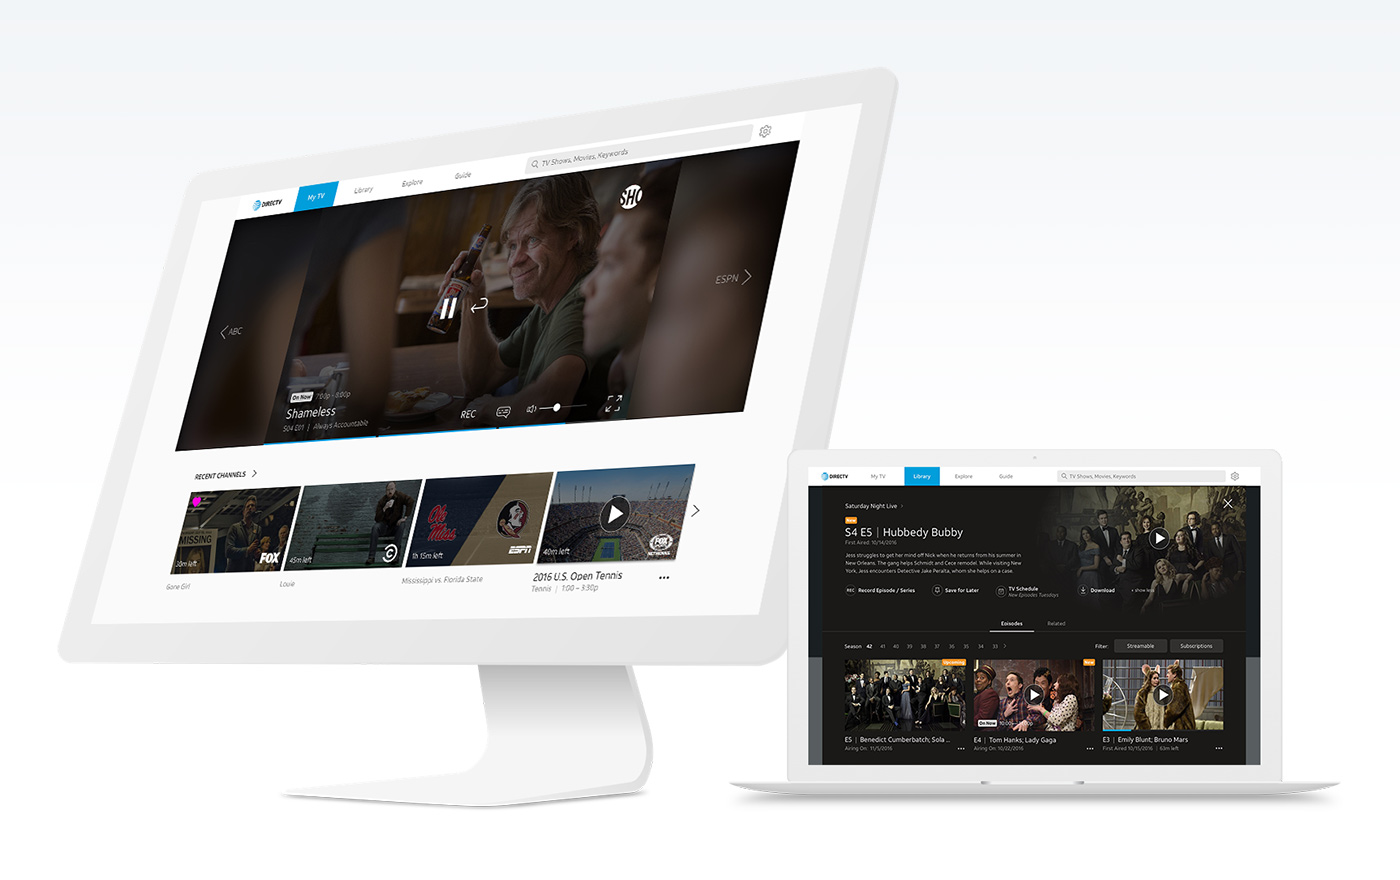 DIRECTV
My TV
Library
Explore
Guide
TV Shows, Movies, Keywords
SHO
ABC
ESPN
On Now 7:00p - 8:00p
Shameless
S04 E01 | Always Accountable
REC
RECENT CHANNELS
MISSING
30m left
FOX
Gone Girl
45m left
Louie
Ole Miss
1h 15m left
ESPN
Mississippi vs. Florida State
40m left
FOX
2016 U.S. Open Tennis
Tennis | 1:00 – 3:30p
DIRECTV
My TV
Library
Explore
Guide
TV Shows, Movies, Keywords
Saturday Night Live
New
S4 E5 | Hubbedy Bubby
First Aired: 10/14/2016
Jess struggles to get her mind off Nick when he returns from his summer in
New Orleans. The gang helps Schmidt and Cece remodel. While visiting New
York, Jess encounters Detective Jake Peralta, whom she helps on a case.
REC Record Episode / Series
Save for Later
TV Schedule
New Episodes Tuesdays
Download
+ show less
Episodes
Related
Season 42 41 40 39 38 37 36 35 34 33
Filter:
Streamable
Subscriptions
Upcoming
E5 | Benedict Cumberbatch; Sola ...
Airing On: 11/5/2016
New
On Now
E4 | Tom Hanks; Lady Gaga
Airing On: 10/22/2016
E3 | Emily Blunt; Bruno Mars
First Aired 10/15/2016 | 63m left